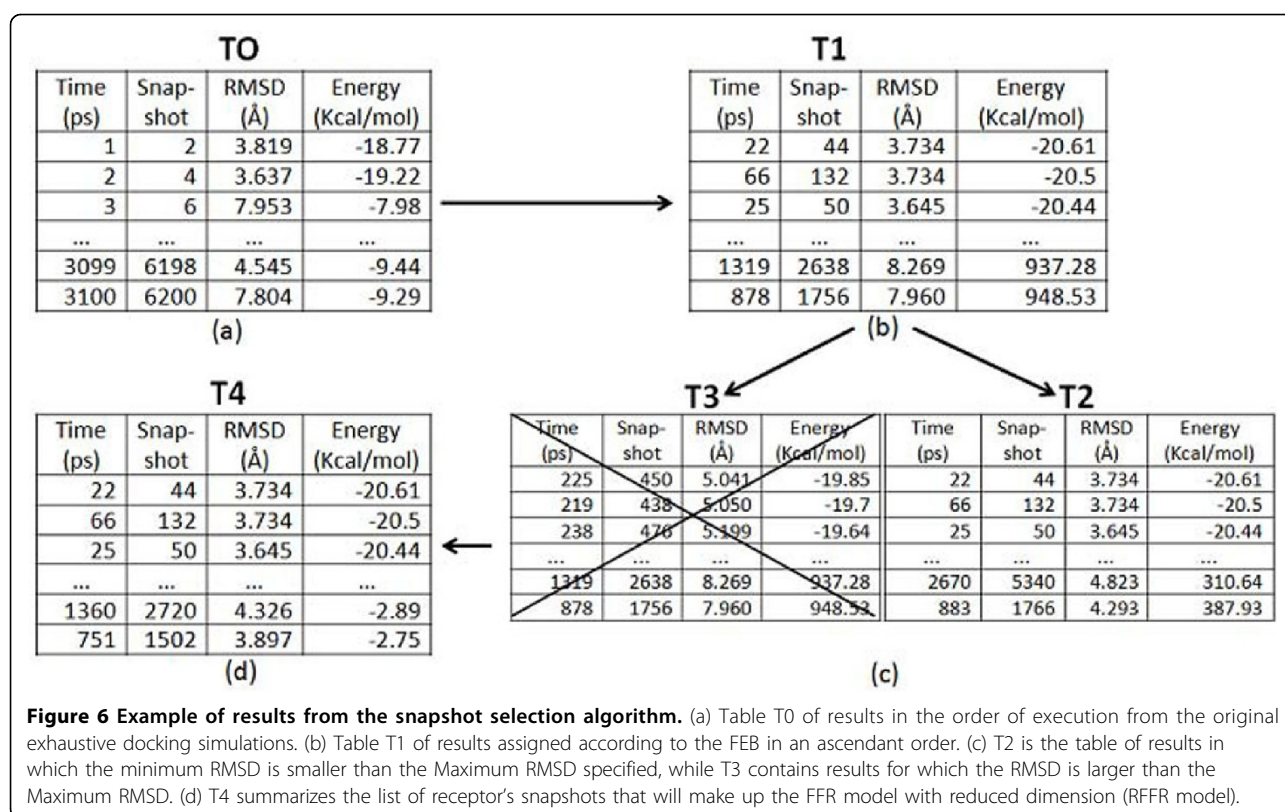 TO
Time Snap- RMSD Energy
(ps) shot (Å) (Kcal/mol)
1 2 3.819 -18.77
2 4 3.637 -19.22
3 6 7.953 -7.98
... ... ... ...
3099 6198 4.545 -9.44
3100 6200 7.804 -9.29
(a)
T1
Time Snap- RMSD Energy
(ps) shot (Å) (Kcal/mol)
22 44 3.734 -20.61
66 132 3.734 -20.5
25 50 3.645 -20.44
... ... ... ...
1319 2638 8.269 937.28
878 1756 7.960 948.53
(b)
T3
Time Snap- RMSD Energy
(ps) shot (Å) (Kcal/mol)
225 450 5.041 -19.85
219 438 5.050 -19.7
238 476 5.199 -19.64
... ... ... ...
1319 2638 8.269 937.28
878 1756 7.960 948.53
T2
Time Snap- RMSD Energy
(ps) shot (Å) (Kcal/mol)
22 44 3.734 -20.61
66 132 3.734 -20.5
25 50 3.645 -20.44
... ... ... ...
2670 5340 4.823 310.64
883 1766 4.293 387.93
(c)
T4
Time Snap- RMSD Energy
(ps) shot (Å) (Kcal/mol)
22 44 3.734 -20.61
66 132 3.734 -20.5
25 50 3.645 -20.44
... ... ... ...
1360 2720 4.326 -2.89
751 1502 3.897 -2.75
(d)
Figure 6 Example of results from the snapshot selection algorithm. (a) Table T0 of results in the order of execution from the original
exhaustive docking simulations. (b) Table T1 of results assigned according to the FEB in an ascendant order. (c) T2 is the table of results in
which the minimum RMSD is smaller than the Maximum RMSD specified, while T3 contains results for which the RMSD is larger than the
Maximum RMSD. (d) T4 summarizes the list of receptor's snapshots that will make up the FFR model with reduced dimension (RFFR model).